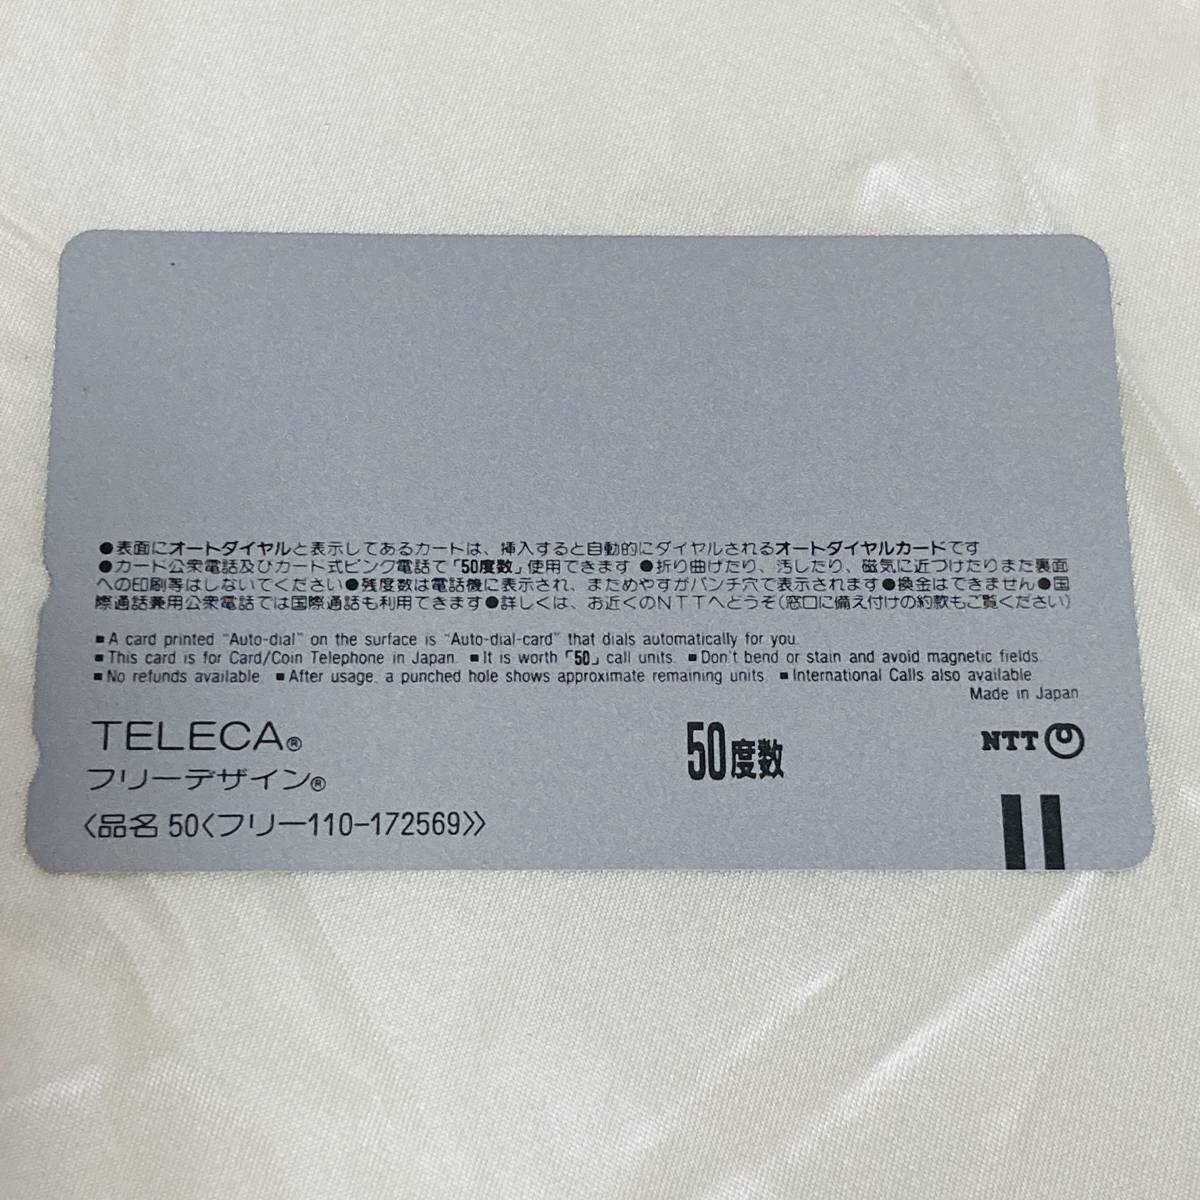 ●表面にオートダイヤルと表示してあるカードは、挿入すると自動的にダイヤルされるオートダイヤルカードです
●カード公衆電話及びカード式ピンク電話で「50度数」使用できます ●折り曲げたり、汚したり、磁気に近づけたりまた裏面
への印刷等はしないでください●残度数は電話機に表示され、まためやすがパンチ穴で表示されます●換金はできません●国
際通話兼用公衆電話では国際通話も利用できます●詳しくは、お近くのNTTへどうぞ(窓口に備え付けの約款もご覧ください)
■A card printed "Auto-dial" on the surface is "Auto-dial-card" that dials automatically for you.
■This card is for Card/Coin Telephone in Japan. ■It is worth「50」call units. ■Don't bend or stain and avoid magnetic fields.
■No refunds available. ■After usage, a punched hole shows approximate remaining units. ■International Calls also available
Made in Japan
TELECA®
50度数
NTT
フリーデザイン®
〈品名 50〈フリー110-172569〉〉